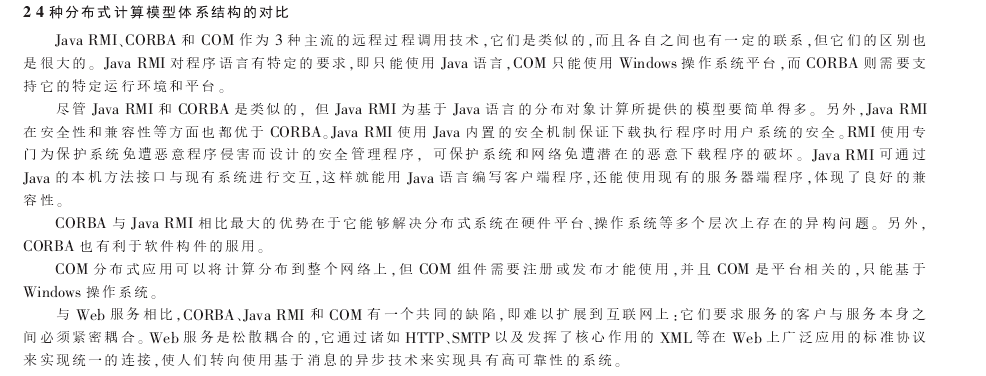 2 4 种分布式计算模型体系结构的对比
Java RMI、CORBA 和 COM 作为 3 种主流的远程过程调用技术,它们是类似的,而且各自之间也有一定的联系,但它们的区别也
是很大的。Java RMI 对程序语言有特定的要求,即只能使用 Java 语言,COM 只能使用 Windows 操作系统平台,而 CORBA 则需要支
持它的特定运行环境和平台。
尽管 Java RMI 和 CORBA 是类似的, 但 Java RMI 为基于 Java 语言的分布对象计算所提供的模型要简单得多。另外,Java RMI
在安全性和兼容性等方面也都优于 CORBA。Java RMI 使用 Java 内置的安全机制保证下载执行程序时用户系统的安全。RMI 使用专
门为保护系统免遭恶意程序侵害而设计的安全管理程序, 可保护系统和网络免遭潜在的恶意下载程序的破坏。Java RMI 可通过
Java 的本机方法接口与现有系统进行交互,这样就能用 Java 语言编写客户端程序,还能使用现有的服务器端程序,体现了良好的兼
容性。
CORBA 与 Java RMI 相比最大的优势在于它能够解决分布式系统在硬件平台、操作系统等多个层次上存在的异构问题。另外,
CORBA 也有利于软件构件的服用。
COM 分布式应用可以将计算分布到整个网络上,但 COM 组件需要注册或发布才能使用,并且 COM 是平台相关的,只能基于
Windows 操作系统。
与 Web 服务相比,CORBA、Java RMI 和 COM 有一个共同的缺陷,即难以扩展到互联网上;它们要求服务的客户与服务本身之
间必须紧密耦合。Web 服务是松散耦合的,它通过诸如 HTTP、SMTP 以及发挥了核心作用的 XML 等在 Web 上广泛应用的标准协议
来实现统一的连接,使人们转向使用基于消息的异步技术来实现具有高可靠性的系统。